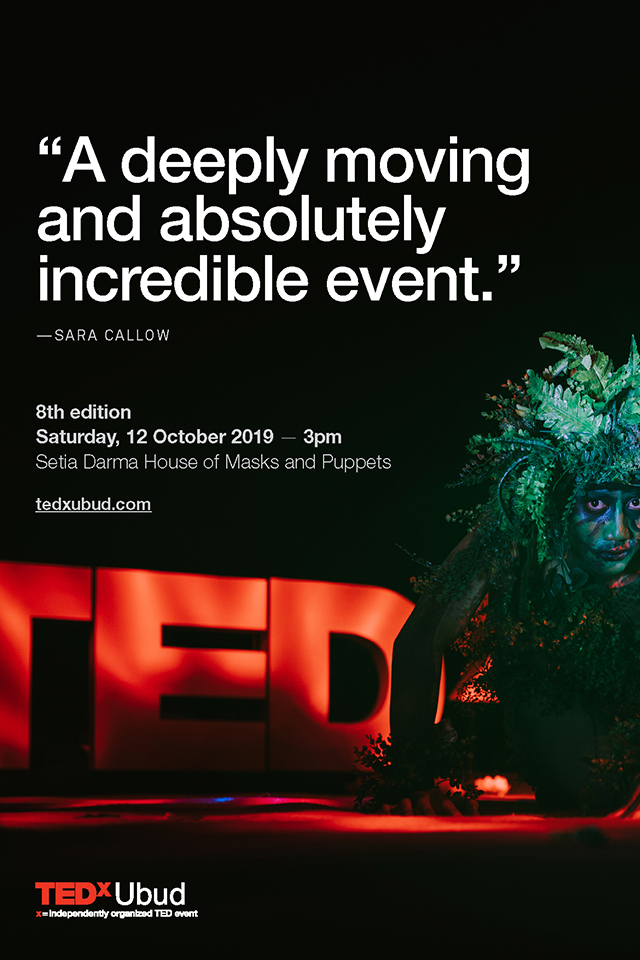 “A deeply moving
and absolutely
incredible event.”
—SARA CALLOW
8th edition
Saturday, 12 October 2019 — 3pm
Setia Darma House of Masks and Puppets
tedxubud.com
TED
TEDx Ubud
x = independently organized TED event